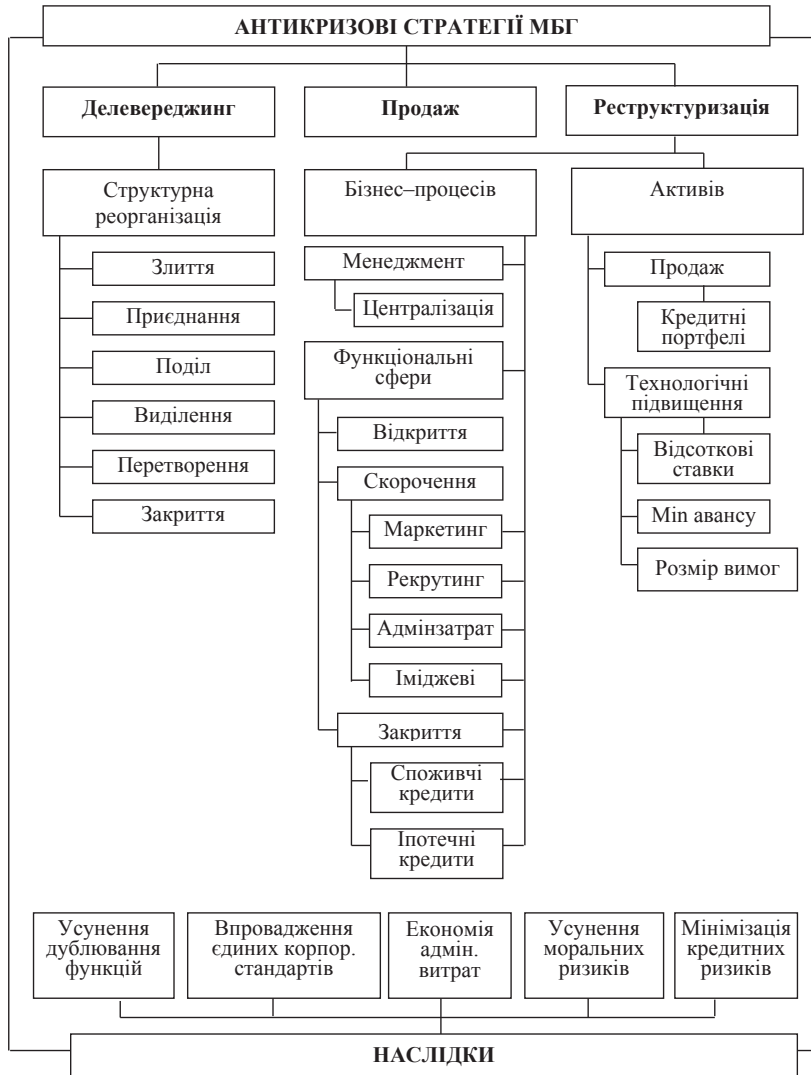 АНТИКРИЗОВІ СТРАТЕГІЇ МБГ
Делевереджинг
Продаж
Реструктуризація
Структурна
реорганізація
Злиття
Приєднання
Поділ
Виділення
Перетворення
Закриття
Бізнес–процесів
Менеджмент
Централізація
Функціональні
сфери
Відкриття
Скорочення
Маркетинг
Рекрутинг
Адмінзатрат
Іміджеві
Закриття
Споживчі
кредити
Іпотечні
кредити
Активів
Продаж
Кредитні
портфелі
Технологічні
підвищення
Відсоткові
ставки
Min авансу
Розмір вимог
Усунення
дублювання
функцій
Впровадження
єдиних корпор.
стандартів
Економія
адмін.
витрат
Усунення
моральних
ризиків
Мінімізація
кредитних
ризиків
НАСЛІДКИ